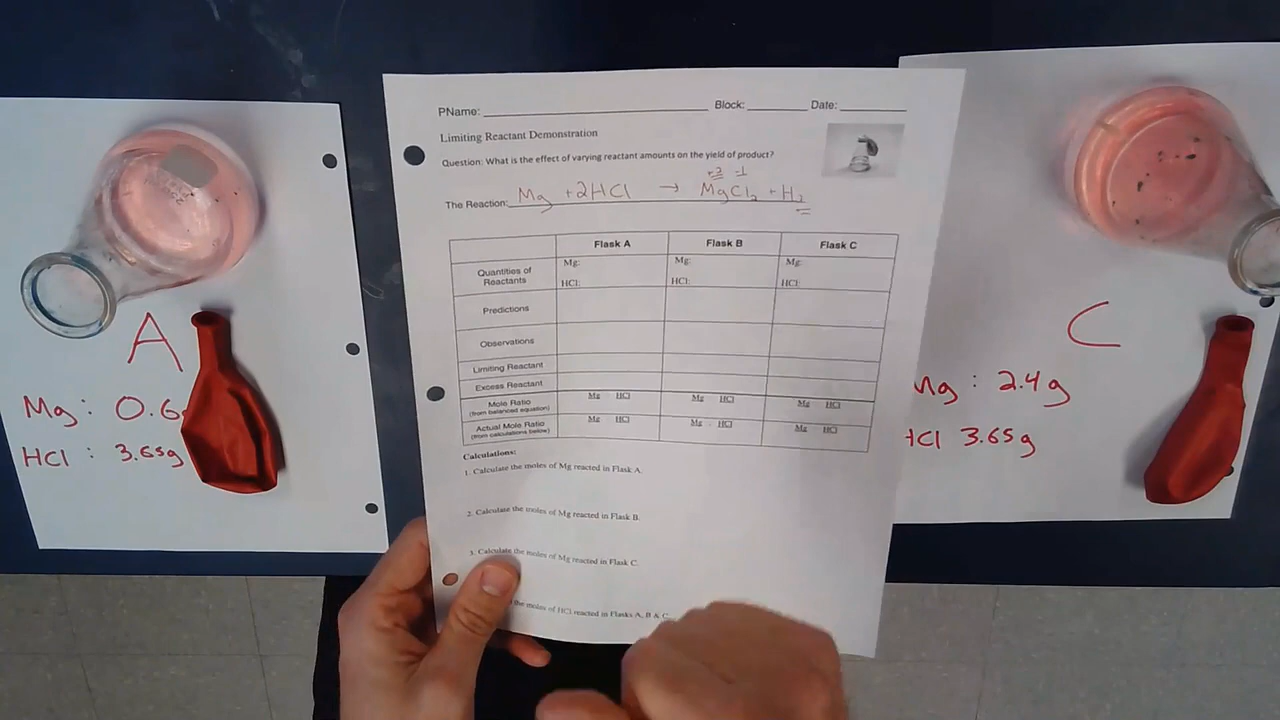 PName: Block: Date:
Limiting Reactant Demonstration
Question: What is the effect of varying reactant amounts on the yield of product?
+2 -1
The Reaction: Mg + 2HCl → MgCl2 + H2
Flask A Flask B Flask C
Quantities of Reactants
Mg: Mg: Mg:
HCl: HCl: HCl:
Predictions
Observations
Limiting Reactant
Excess Reactant
Mole Ratio Mg HCl Mg HCl Mg HCl
(from balanced equation)
Actual Mole Ratio Mg HCl Mg HCl Mg HCl
(from calculations below)
Calculations:
1. Calculate the moles of Mg reacted in Flask A.
2. Calculate the moles of Mg reacted in Flask B.
3. Calculate the moles of Mg reacted in Flask C.
the moles of HCl reacted in Flasks A, B & C
A
Mg: 0.6
HCl: 3.65g
C
Mg: 2.4g
HCl 3.65g